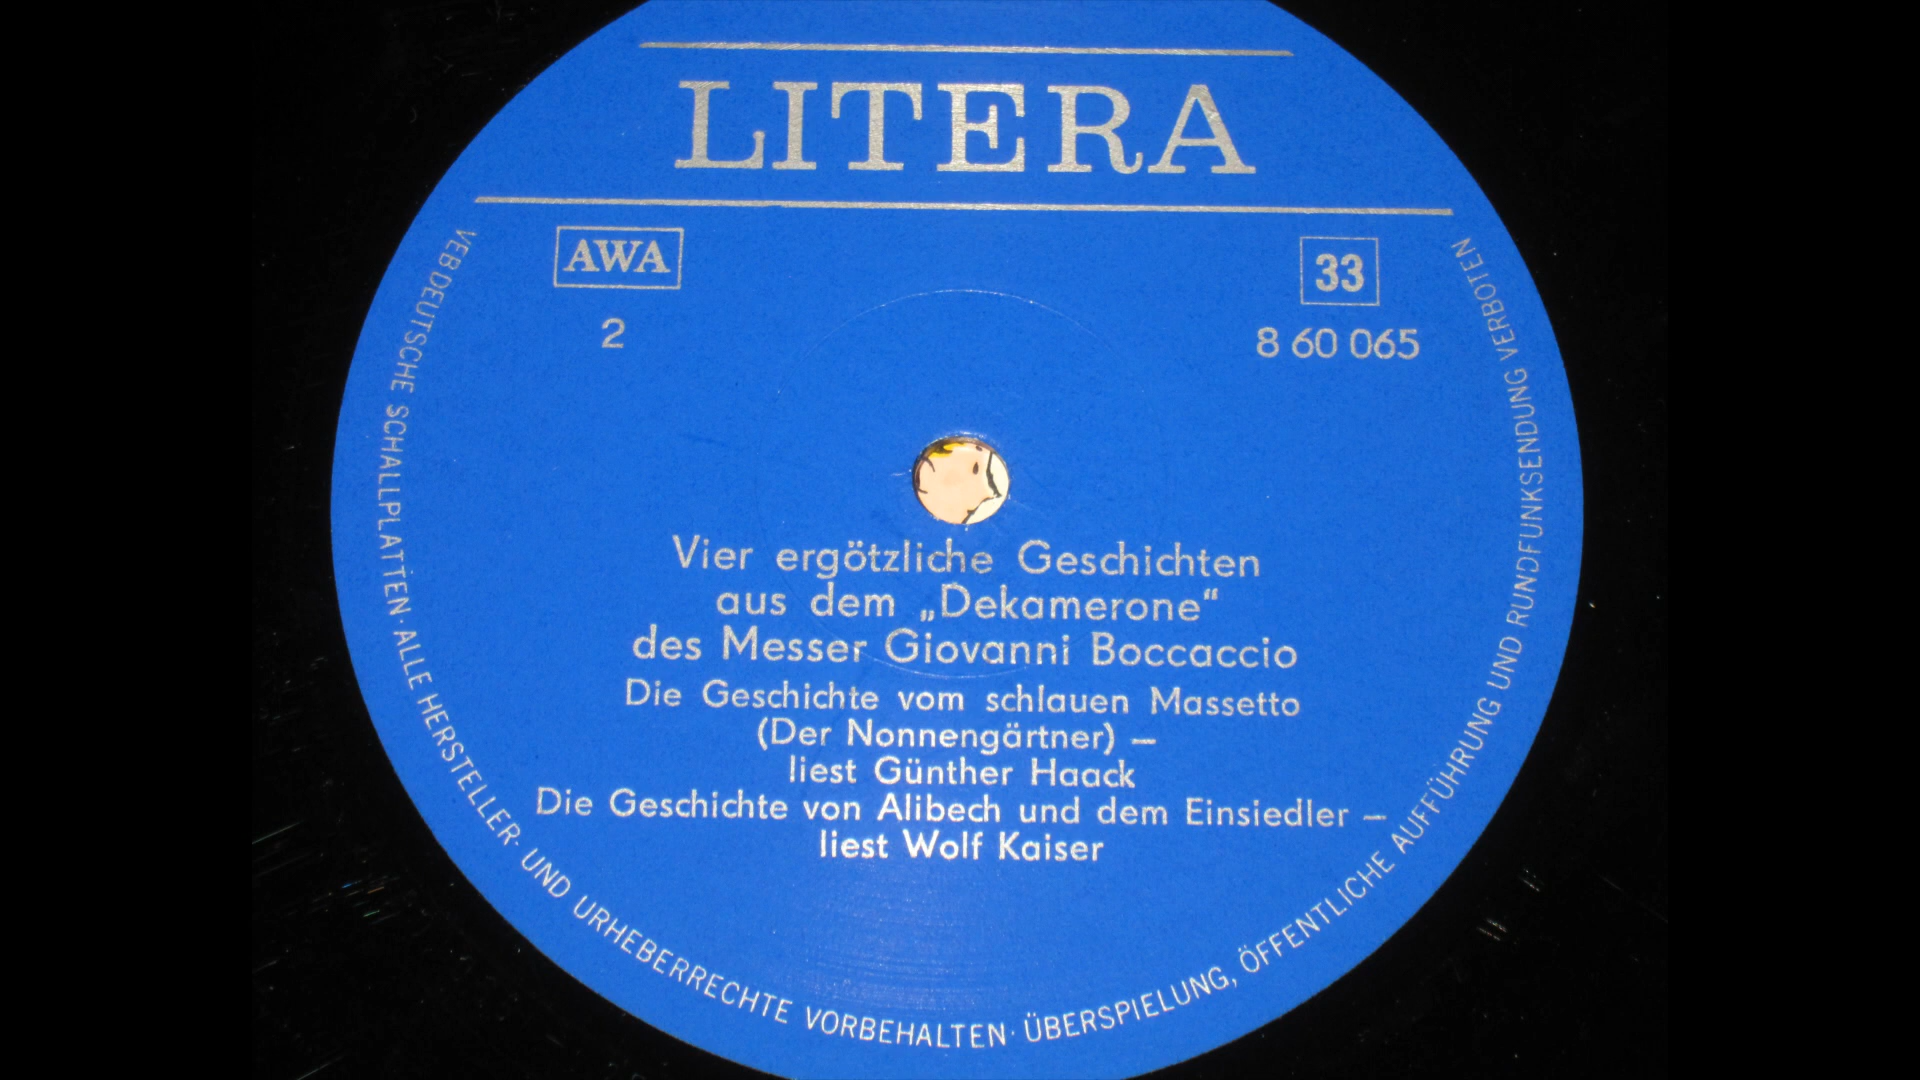 LITERA
AWA
33
2
8 60 065
Vier ergötzliche Geschichten
aus dem „Dekamerone“
des Messer Giovanni Boccaccio
Die Geschichte vom schlauen Massetto
(Der Nonnengärtner) –
liest Günther Haack
Die Geschichte von Alibech und dem Einsiedler –
liest Wolf Kaiser
VEB DEUTSCHE SCHALLPLATTEN · ALLE HERSTELLER- UND URHEBERRECHTE VORBEHALTEN · ÜBERSPIELUNG, ÖFFENTLICHE AUFFÜHRUNG UND RUNDFUNKSENDUNG VERBOTEN